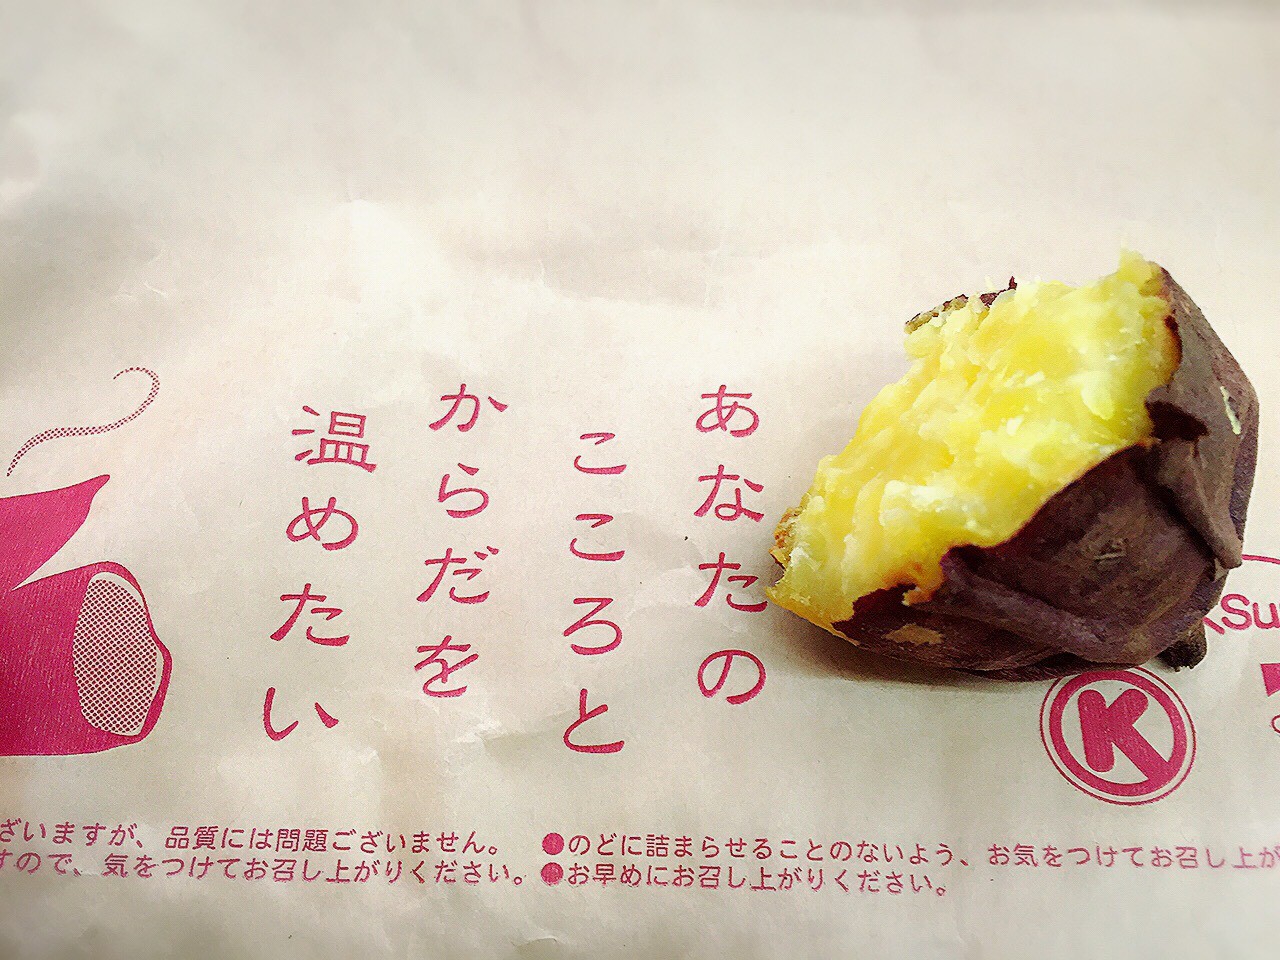 あなたの
こころと
からだを
温めたい
KSu
K
ざいますが、品質には問題ございません。
すので、気をつけてお召し上がりください。
●のどに詰まらせることのないよう、お気をつけてお召し上が
●お早めにお召し上がりください。